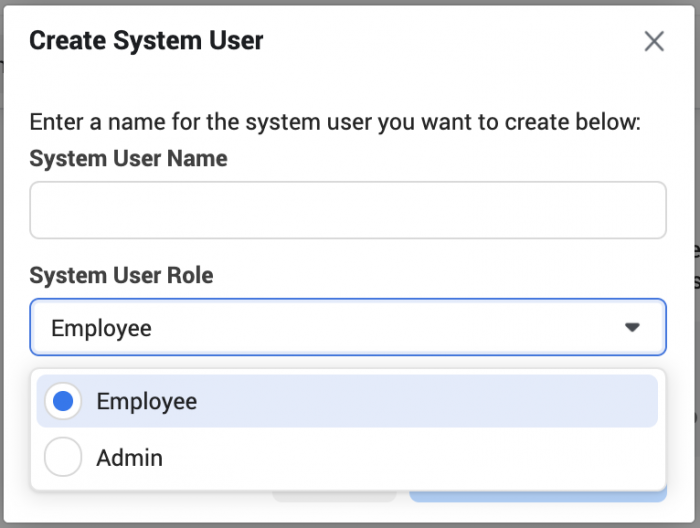 Create System User
Enter a name for the system user you want to create below:
System User Name
System User Role
Employee
Employee
Admin